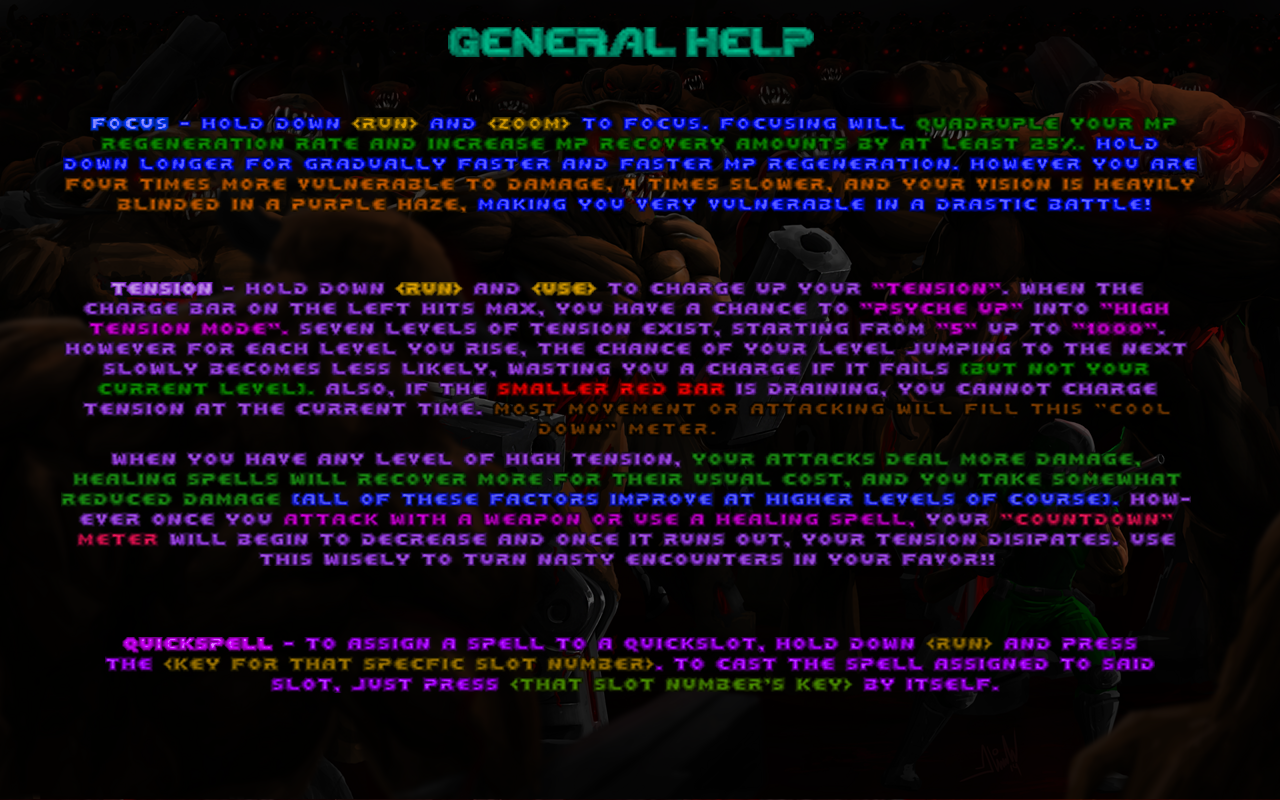 GENERAL HELP
FOCUS - HOLD DOWN <RUN> AND <ZOOM> TO FOCUS. FOCUSING WILL QUADRUPLE YOUR MP
REGENERATION RATE AND INCREASE MP RECOVERY AMOUNTS BY AT LEAST 25%. HOLD
DOWN LONGER FOR GRADUALLY FASTER AND FASTER MP REGENERATION. HOWEVER YOU ARE
FOUR TIMES MORE VULNERABLE TO DAMAGE, TIMES SLOWER, AND YOUR VISION IS HEAVILY
BLINDED IN A PURPLE HAZE, MAKING YOU VERY VULNERABLE IN A DRASTIC BATTLE!
TENSION - HOLD DOWN <RUN> AND <USE> TO CHARGE UP YOUR "TENSION". WHEN THE
CHARGE BAR ON THE LEFT HITS MAX, YOU HAVE A CHANCE TO "PSYCHE UP" INTO "HIGH
TENSION MODE". SEVEN LEVELS OF TENSION EXIST, STARTING FROM "5" UP TO "1000".
HOWEVER FOR EACH LEVEL YOU RISE, THE CHANCE OF YOUR LEVEL JUMPING TO THE NEXT
SLOWLY BECOMES LESS LIKELY, WASTING YOU A CHARGE IF IT FAILS (BUT NOT YOUR
CURRENT LEVEL). ALSO, IF THE SMALLER RED BAR IS DRAINING, YOU CANNOT CHARGE
TENSION AT THE CURRENT TIME. MOST MOVEMENT OR ATTACKING WILL FILL THIS "COOL
DOWN" METER.
WHEN YOU HAVE ANY LEVEL OF HIGH TENSION, YOUR ATTACKS DEAL MORE DAMAGE,
HEALING SPELLS WILL RECOVER MORE FOR THEIR USUAL COST, AND YOU TAKE SOMEWHAT
REDUCED DAMAGE (ALL OF THESE FACTORS IMPROVE AT HIGHER LEVELS OF COURSE). HOW-
EVER ONCE YOU ATTACK WITH A WEAPON OR USE A HEALING SPELL, YOUR "COUNTDOWN"
METER WILL BEGIN TO DECREASE AND ONCE IT RUNS OUT, YOUR TENSION DISIPATES. USE
THIS WISELY TO TURN NASTY ENCOUNTERS IN YOUR FAVOR!!
QUICKSPELL - TO ASSIGN A SPELL TO A QUICKSLOT, HOLD DOWN <RUN> AND PRESS
THE <KEY FOR THAT SPECFIC SLOT NUMBER>. TO CAST THE SPELL ASSIGNED TO SAID
SLOT, JUST PRESS <THAT SLOT NUMBER'S KEY> BY ITSELF.